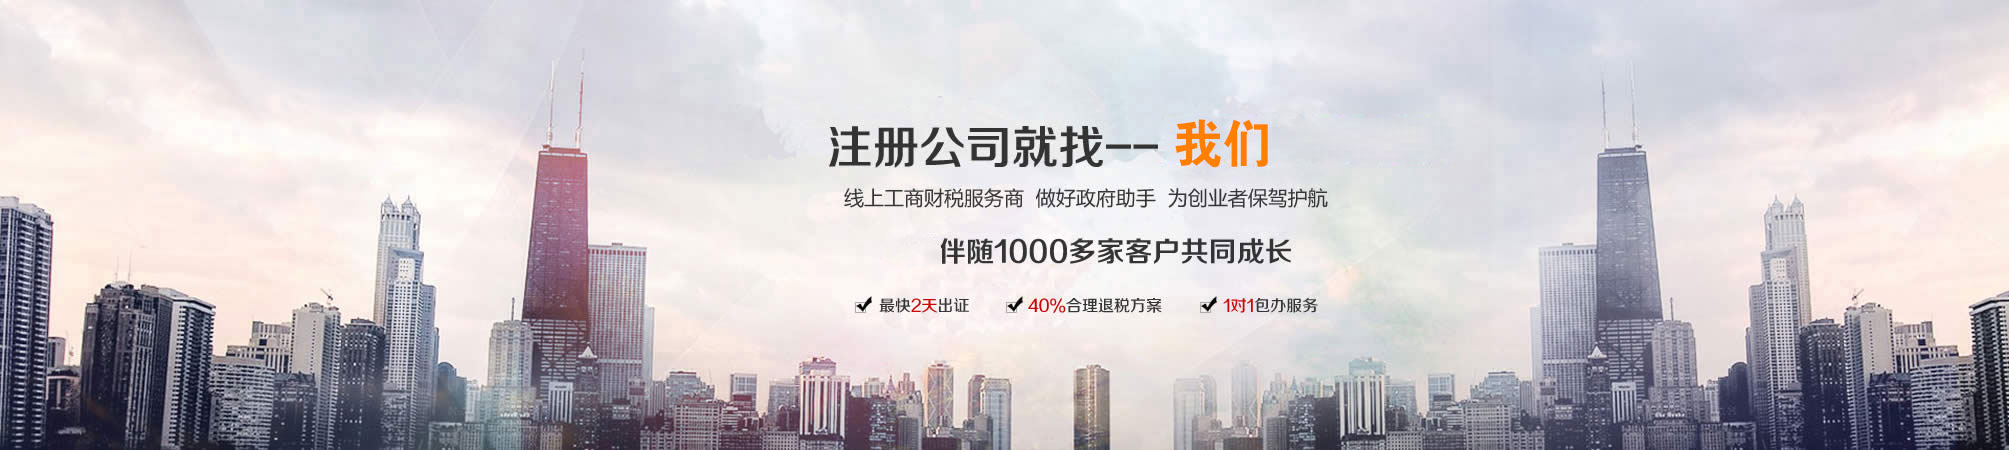 注册公司就找-- 我们
线上工商财税服务商 做好政府助手 为创业者保驾护航
伴随1000多家客户共同成长
最快2天出证 40%合理退税方案 1对1包办服务